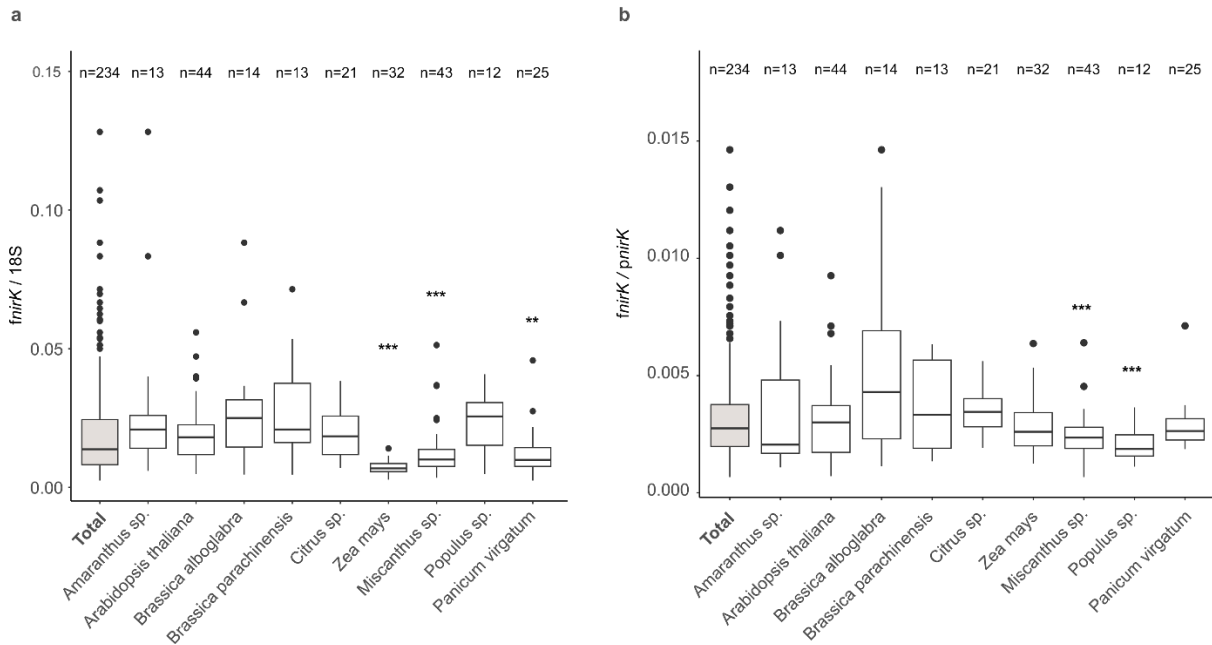 a
n=234 n=13 n=44 n=14 n=13 n=21 n=32 n=43 n=12 n=25
0.15
0.10
0.05
0.00
fnirK / 18S
***
***
**
Total
Amaranthus sp.
Arabidopsis thaliana
Brassica alboglabra
Brassica parachinensis
Citrus sp.
Zea mays
Miscanthus sp.
Populus sp.
Panicum virgatum
b
n=234 n=13 n=44 n=14 n=13 n=21 n=32 n=43 n=12 n=25
0.015
0.010
0.005
0.000
fnirK / pnirK
***
***
Total
Amaranthus sp.
Arabidopsis thaliana
Brassica alboglabra
Brassica parachinensis
Citrus sp.
Zea mays
Miscanthus sp.
Populus sp.
Panicum virgatum